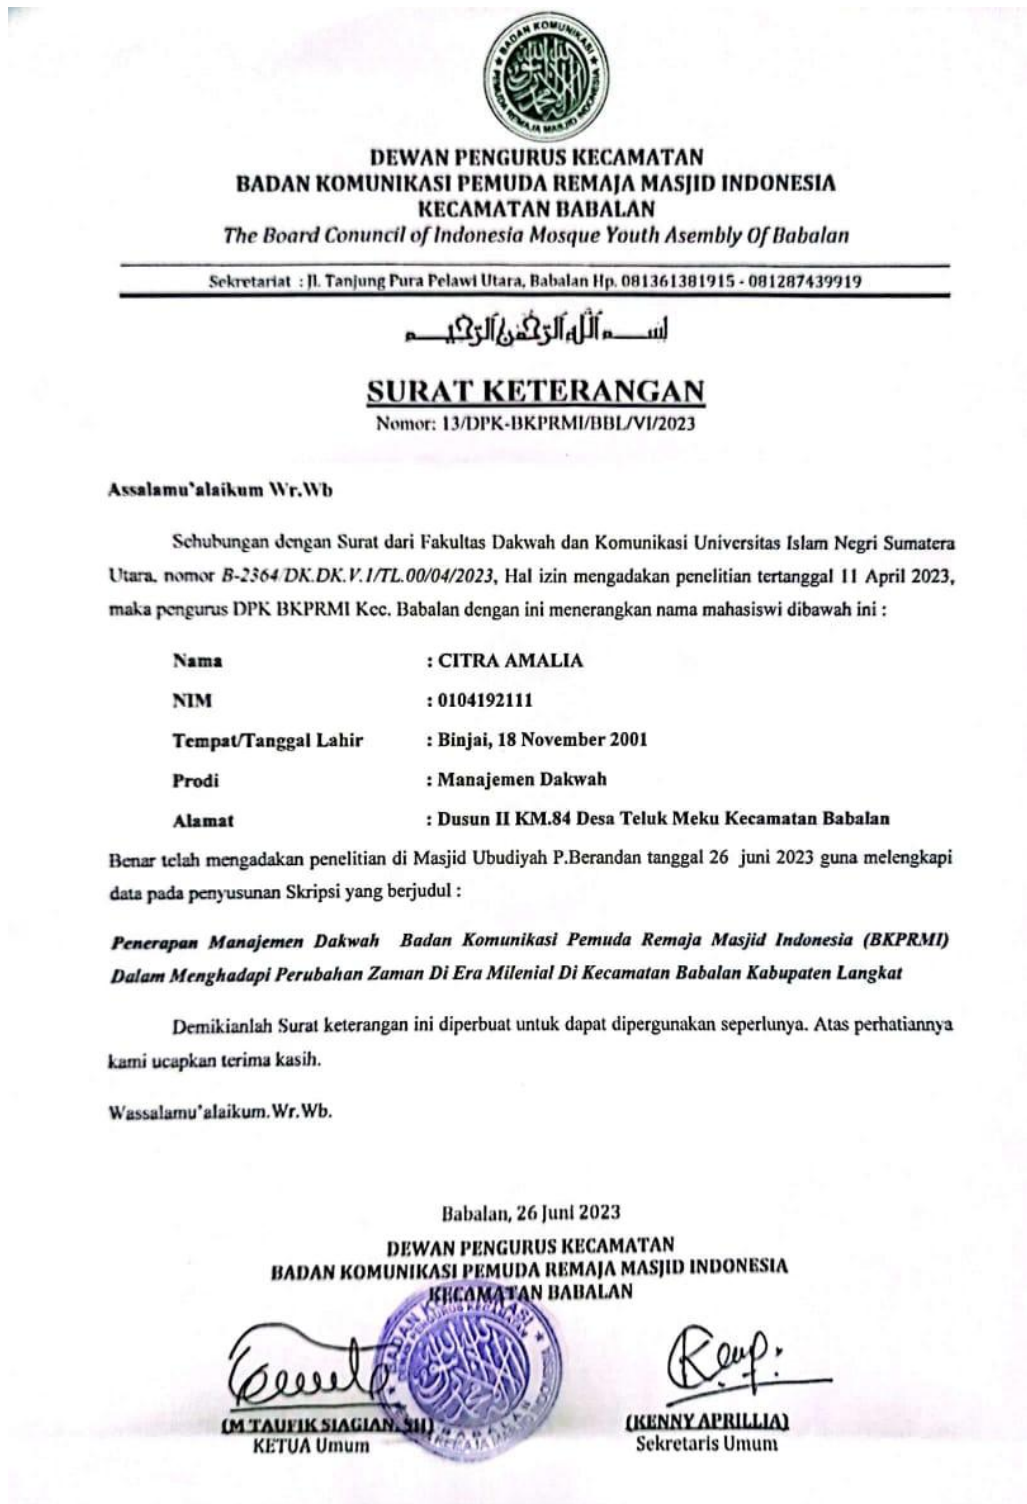 BADAN KOMUNIKASI
PEMUDA REMAJA MASJID INDONESIA
DEWAN PENGURUS KECAMATAN
BADAN KOMUNIKASI PEMUDA REMAJA MASJID INDONESIA
KECAMATAN BABALAN
The Board Conuncil of Indonesia Mosque Youth Asembly Of Babalan
Sekretariat : Jl. Tanjung Pura Pelawi Utara, Babalan Hp. 081361381915 - 081287439919
بســـم الله الرحمن الرحيـــم
SURAT KETERANGAN
Nomor: 13/DPK-BKPRMI/BBL/VI/2023
Assalamu'alaikum Wr.Wb
Sehubungan dengan Surat dari Fakultas Dakwah dan Komunikasi Universitas Islam Negri Sumatera
Utara, nomor B-2364/DK.DK.V.1/TL.00/04/2023, Hal izin mengadakan penelitian tertanggal 11 April 2023,
maka pengurus DPK BKPRMI Kec. Babalan dengan ini menerangkan nama mahasiswi dibawah ini :
Nama : CITRA AMALIA
NIM : 0104192111
Tempat/Tanggal Lahir : Binjai, 18 November 2001
Prodi : Manajemen Dakwah
Alamat : Dusun II KM.84 Desa Teluk Meku Kecamatan Babalan
Benar telah mengadakan penelitian di Masjid Ubudiyah P.Berandan tanggal 26 juni 2023 guna melengkapi
data pada penyusunan Skripsi yang berjudul :
Penerapan Manajemen Dakwah Badan Komunikasi Pemuda Remaja Masjid Indonesia (BKPRMI)
Dalam Menghadapi Perubahan Zaman Di Era Milenial Di Kecamatan Babalan Kabupaten Langkat
Demikianlah Surat keterangan ini diperbuat untuk dapat dipergunakan seperlunya. Atas perhatiannya
kami ucapkan terima kasih.
Wassalamu'alaikum.Wr.Wb.
Babalan, 26 Juni 2023
DEWAN PENGURUS KECAMATAN
BADAN KOMUNIKASI PEMUDA REMAJA MASJID INDONESIA
KECAMATAN BABALAN
(M.TAUFIK SIAGIAN, SH) (KENNY APRILLIA)
KETUA Umum Sekretaris Umum